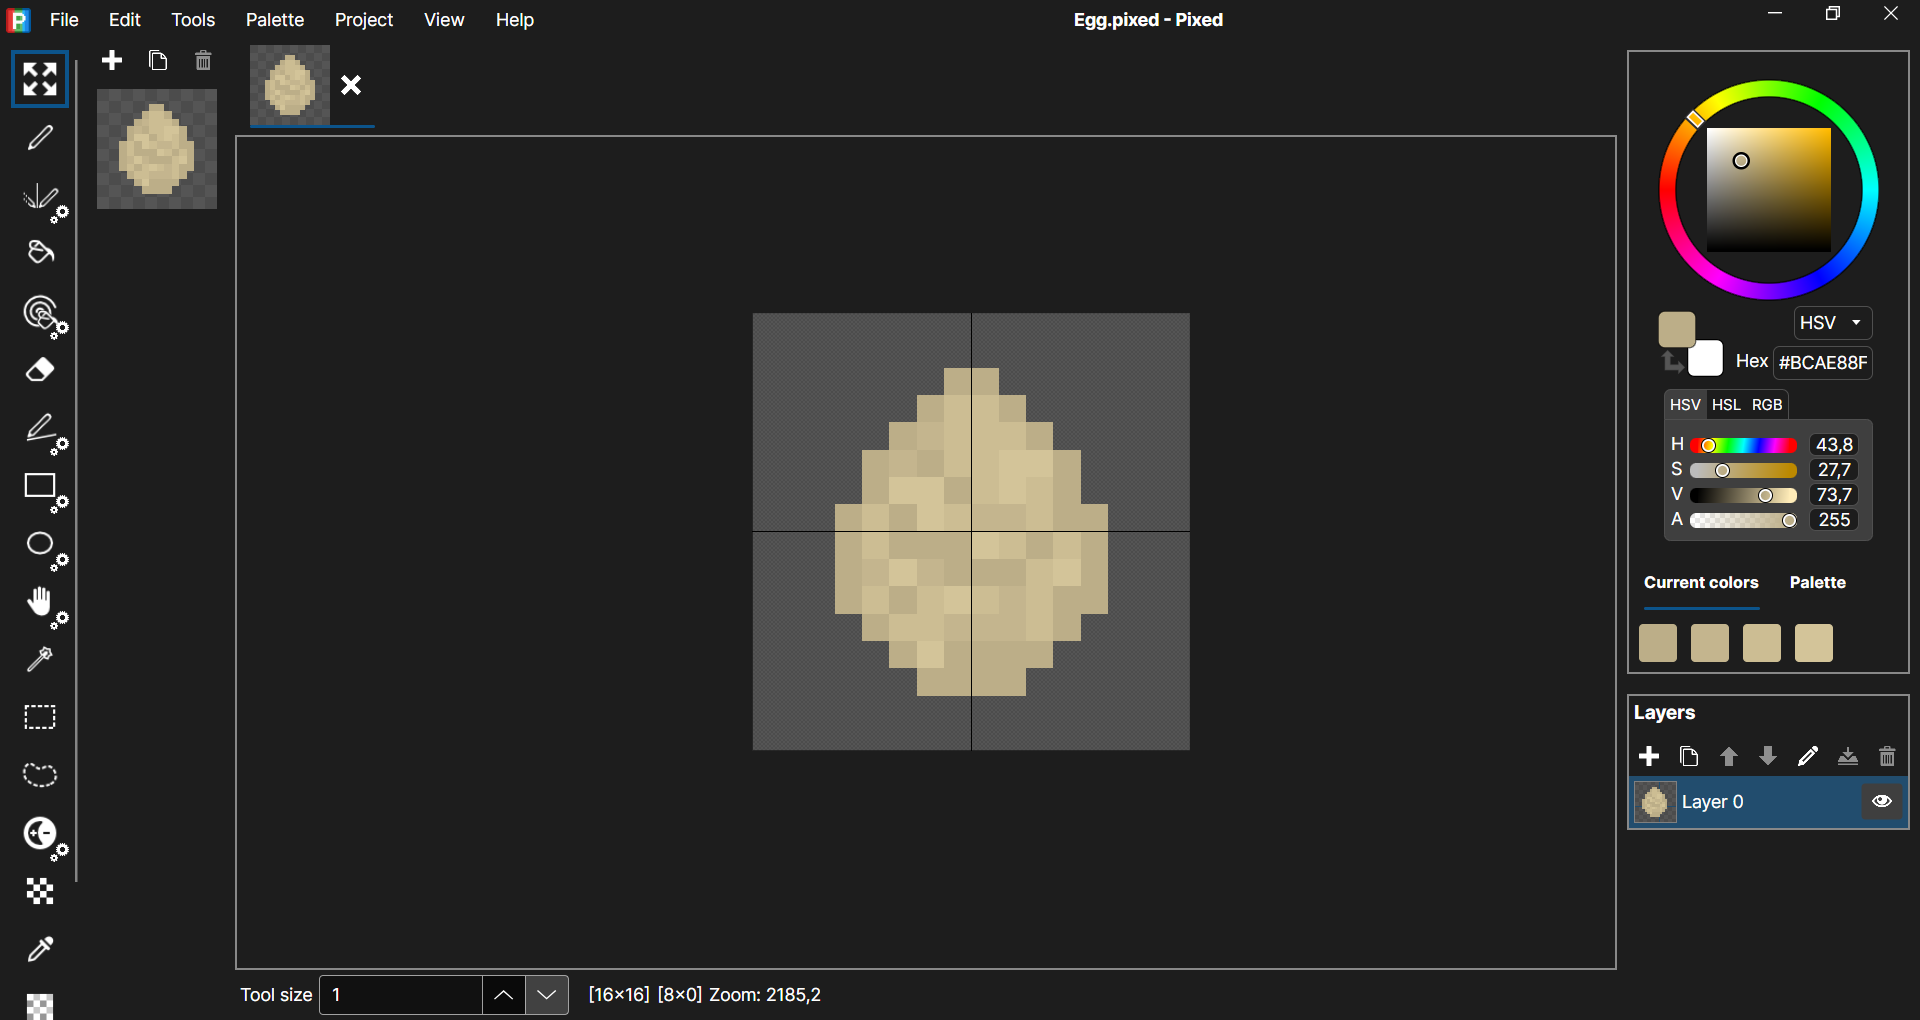 P File Edit Tools Palette Project View Help Egg.pixed - Pixed
HSV
Hex #BCAE88F
HSV HSL RGB
H 43,8
S 27,7
V 73,7
A 255
Current colors Palette
Layers
Layer 0
Tool size 1 [16×16] [8×0] Zoom: 2185,2